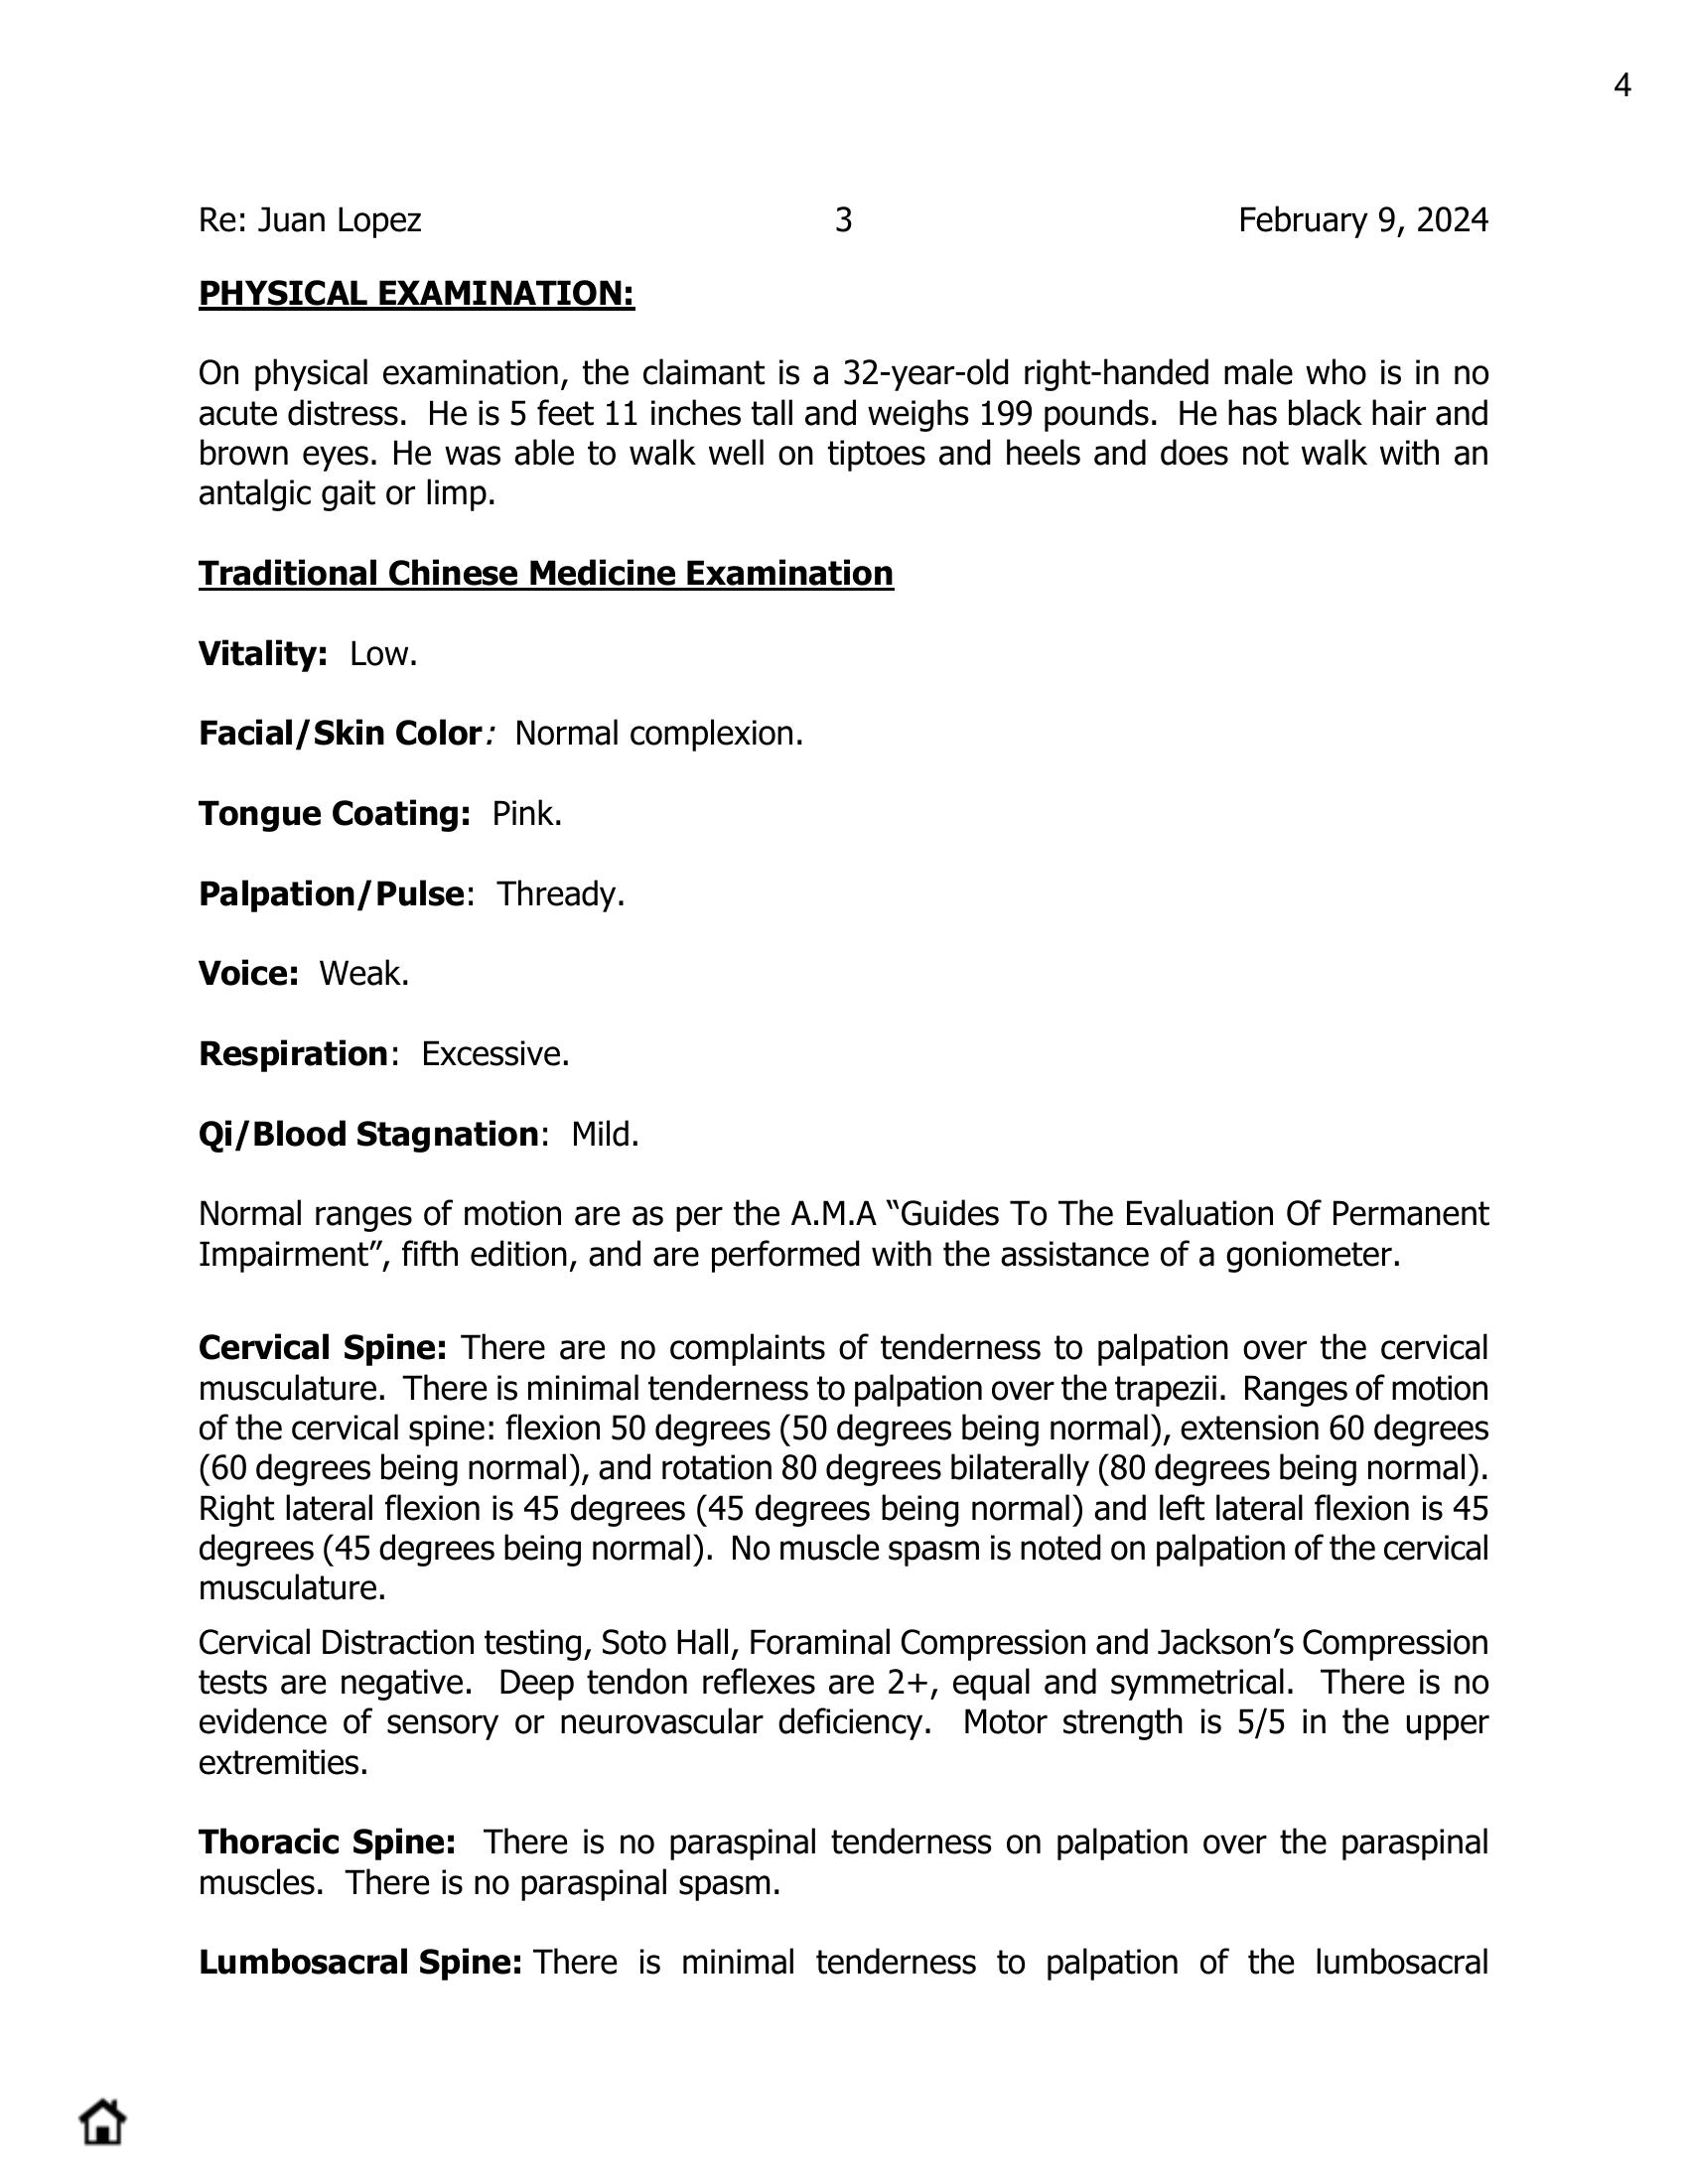 4
Re: Juan Lopez 3 February 9, 2024
PHYSICAL EXAMINATION:
On physical examination, the claimant is a 32-year-old right-handed male who is in no
acute distress.  He is 5 feet 11 inches tall and weighs 199 pounds.  He has black hair and
brown eyes. He was able to walk well on tiptoes and heels and does not walk with an
antalgic gait or limp.
Traditional Chinese Medicine Examination
Vitality:  Low.
Facial/Skin Color:  Normal complexion.
Tongue Coating:  Pink.
Palpation/Pulse:  Thready.
Voice:  Weak.
Respiration:  Excessive.
Qi/Blood Stagnation:  Mild.
Normal ranges of motion are as per the A.M.A “Guides To The Evaluation Of Permanent
Impairment”, fifth edition, and are performed with the assistance of a goniometer.
Cervical Spine: There are no complaints of tenderness to palpation over the cervical
musculature.  There is minimal tenderness to palpation over the trapezii.  Ranges of motion
of the cervical spine: flexion 50 degrees (50 degrees being normal), extension 60 degrees
(60 degrees being normal), and rotation 80 degrees bilaterally (80 degrees being normal).
Right lateral flexion is 45 degrees (45 degrees being normal) and left lateral flexion is 45
degrees (45 degrees being normal).  No muscle spasm is noted on palpation of the cervical
musculature.
Cervical Distraction testing, Soto Hall, Foraminal Compression and Jackson’s Compression
tests are negative.  Deep tendon reflexes are 2+, equal and symmetrical.  There is no
evidence of sensory or neurovascular deficiency.  Motor strength is 5/5 in the upper
extremities.
Thoracic Spine:  There is no paraspinal tenderness on palpation over the paraspinal
muscles.  There is no paraspinal spasm.
Lumbosacral Spine: There is minimal tenderness to palpation of the lumbosacral